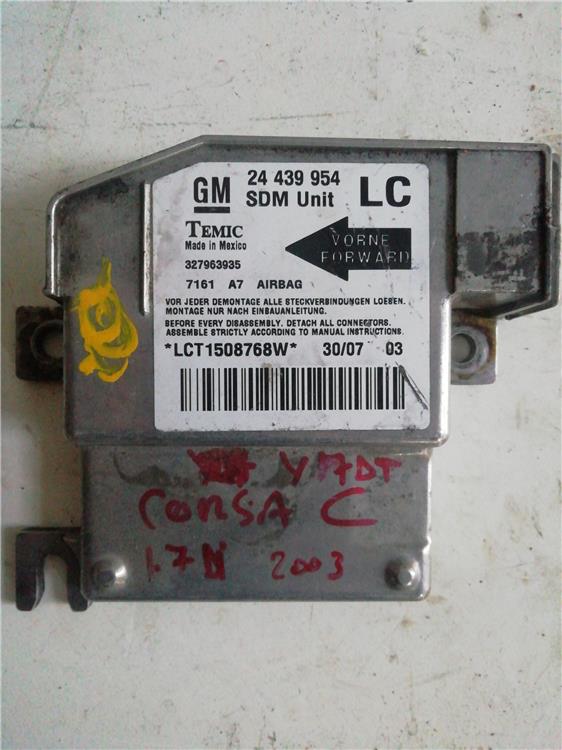 GM 24 439 954 LC
SDM Unit
TEMIC
Made in Mexico
VORNE
FORWARD
327963935
7161 A7 AIRBAG
VOR JEDER DEMONTAGE ALLE STECKVERBINDUNGEN LOESEN.
MONTAGE NUR NACH EINBAUANLEITUNG.
BEFORE EVERY DISASSEMBLY. DETACH ALL CONNECTORS.
ASSEMBLE STRICTLY ACCORDING TO MANUAL INSTRUCTIONS.
*LCT1508768W* 30/07 03
Y17DT
CORSA C
2003